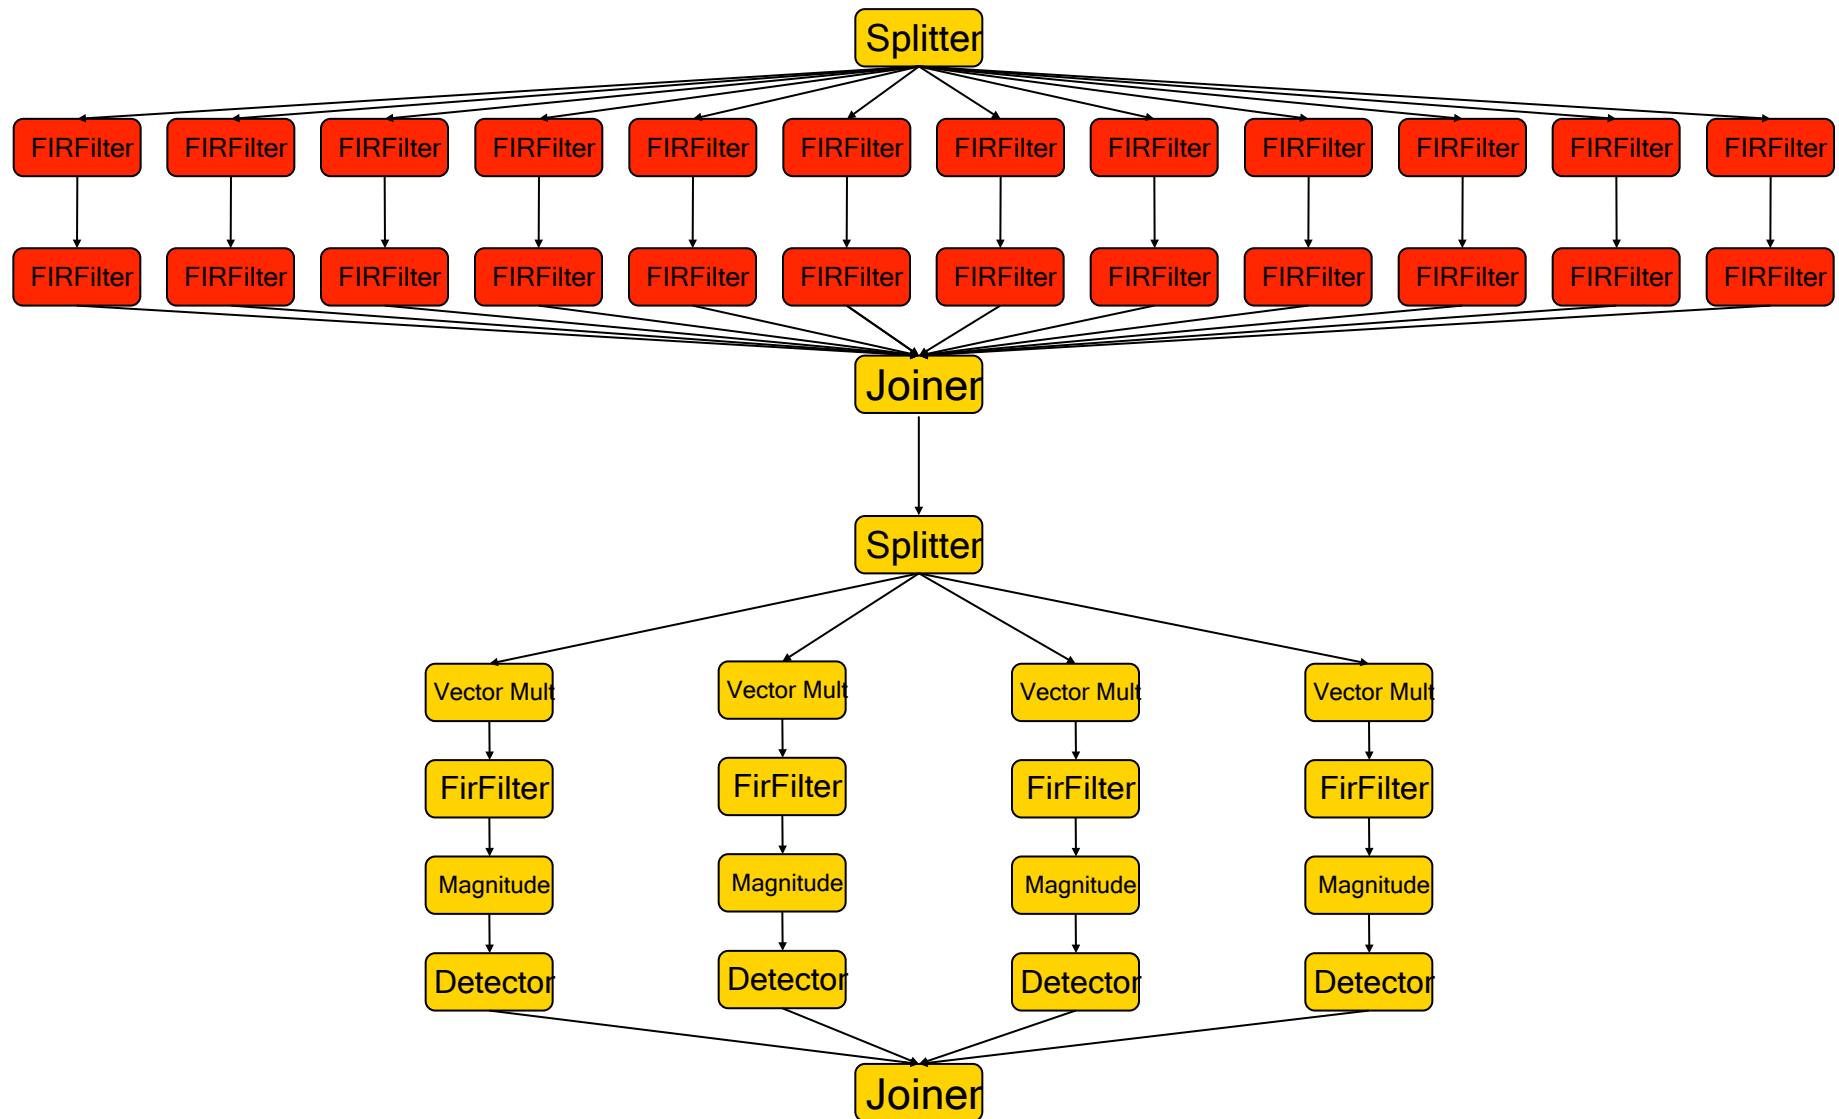 Splitter
FIRFilter FIRFilter FIRFilter FIRFilter FIRFilter FIRFilter FIRFilter FIRFilter FIRFilter FIRFilter FIRFilter FIRFilter
FIRFilter FIRFilter FIRFilter FIRFilter FIRFilter FIRFilter FIRFilter FIRFilter FIRFilter FIRFilter FIRFilter FIRFilter
Joiner
Splitter
Vector Mult Vector Mult Vector Mult Vector Mult
FirFilter FirFilter FirFilter FirFilter
Magnitude Magnitude Magnitude Magnitude
Detector Detector Detector Detector
Joiner